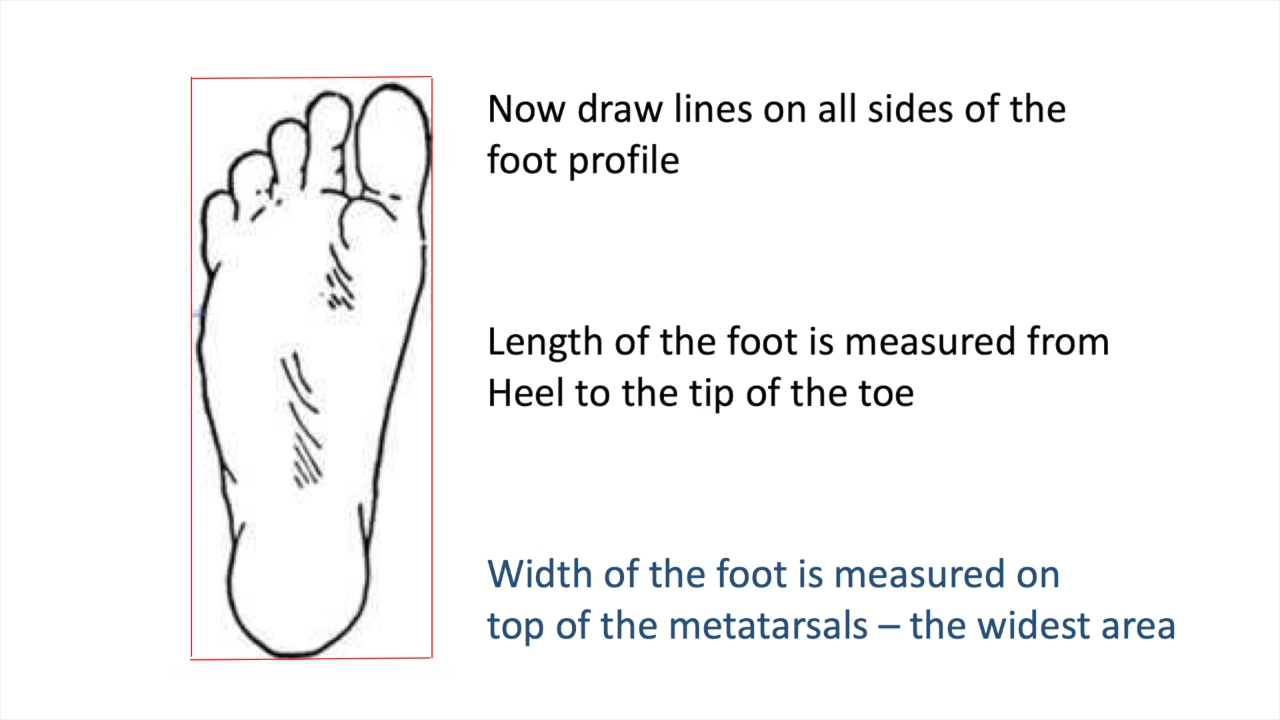 Now draw lines on all sides of the
foot profile
Length of the foot is measured from
Heel to the tip of the toe
Width of the foot is measured on
top of the metatarsals – the widest area